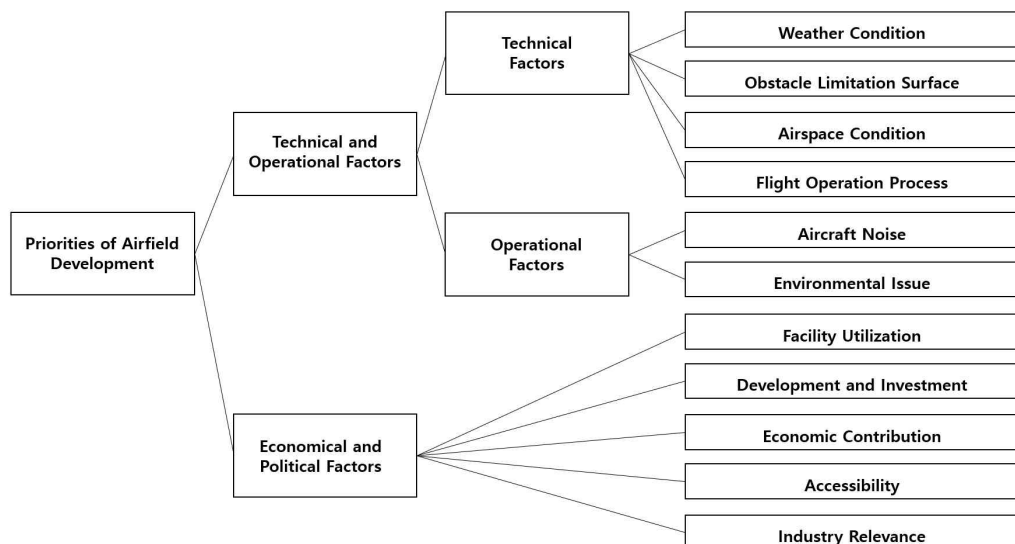 Priorities of Airfield
Development
Technical and
Operational Factors
Economical and
Political Factors
Technical
Factors
Operational
Factors
Weather Condition
Obstacle Limitation Surface
Airspace Condition
Flight Operation Process
Aircraft Noise
Environmental Issue
Facility Utilization
Development and Investment
Economic Contribution
Accessibility
Industry Relevance